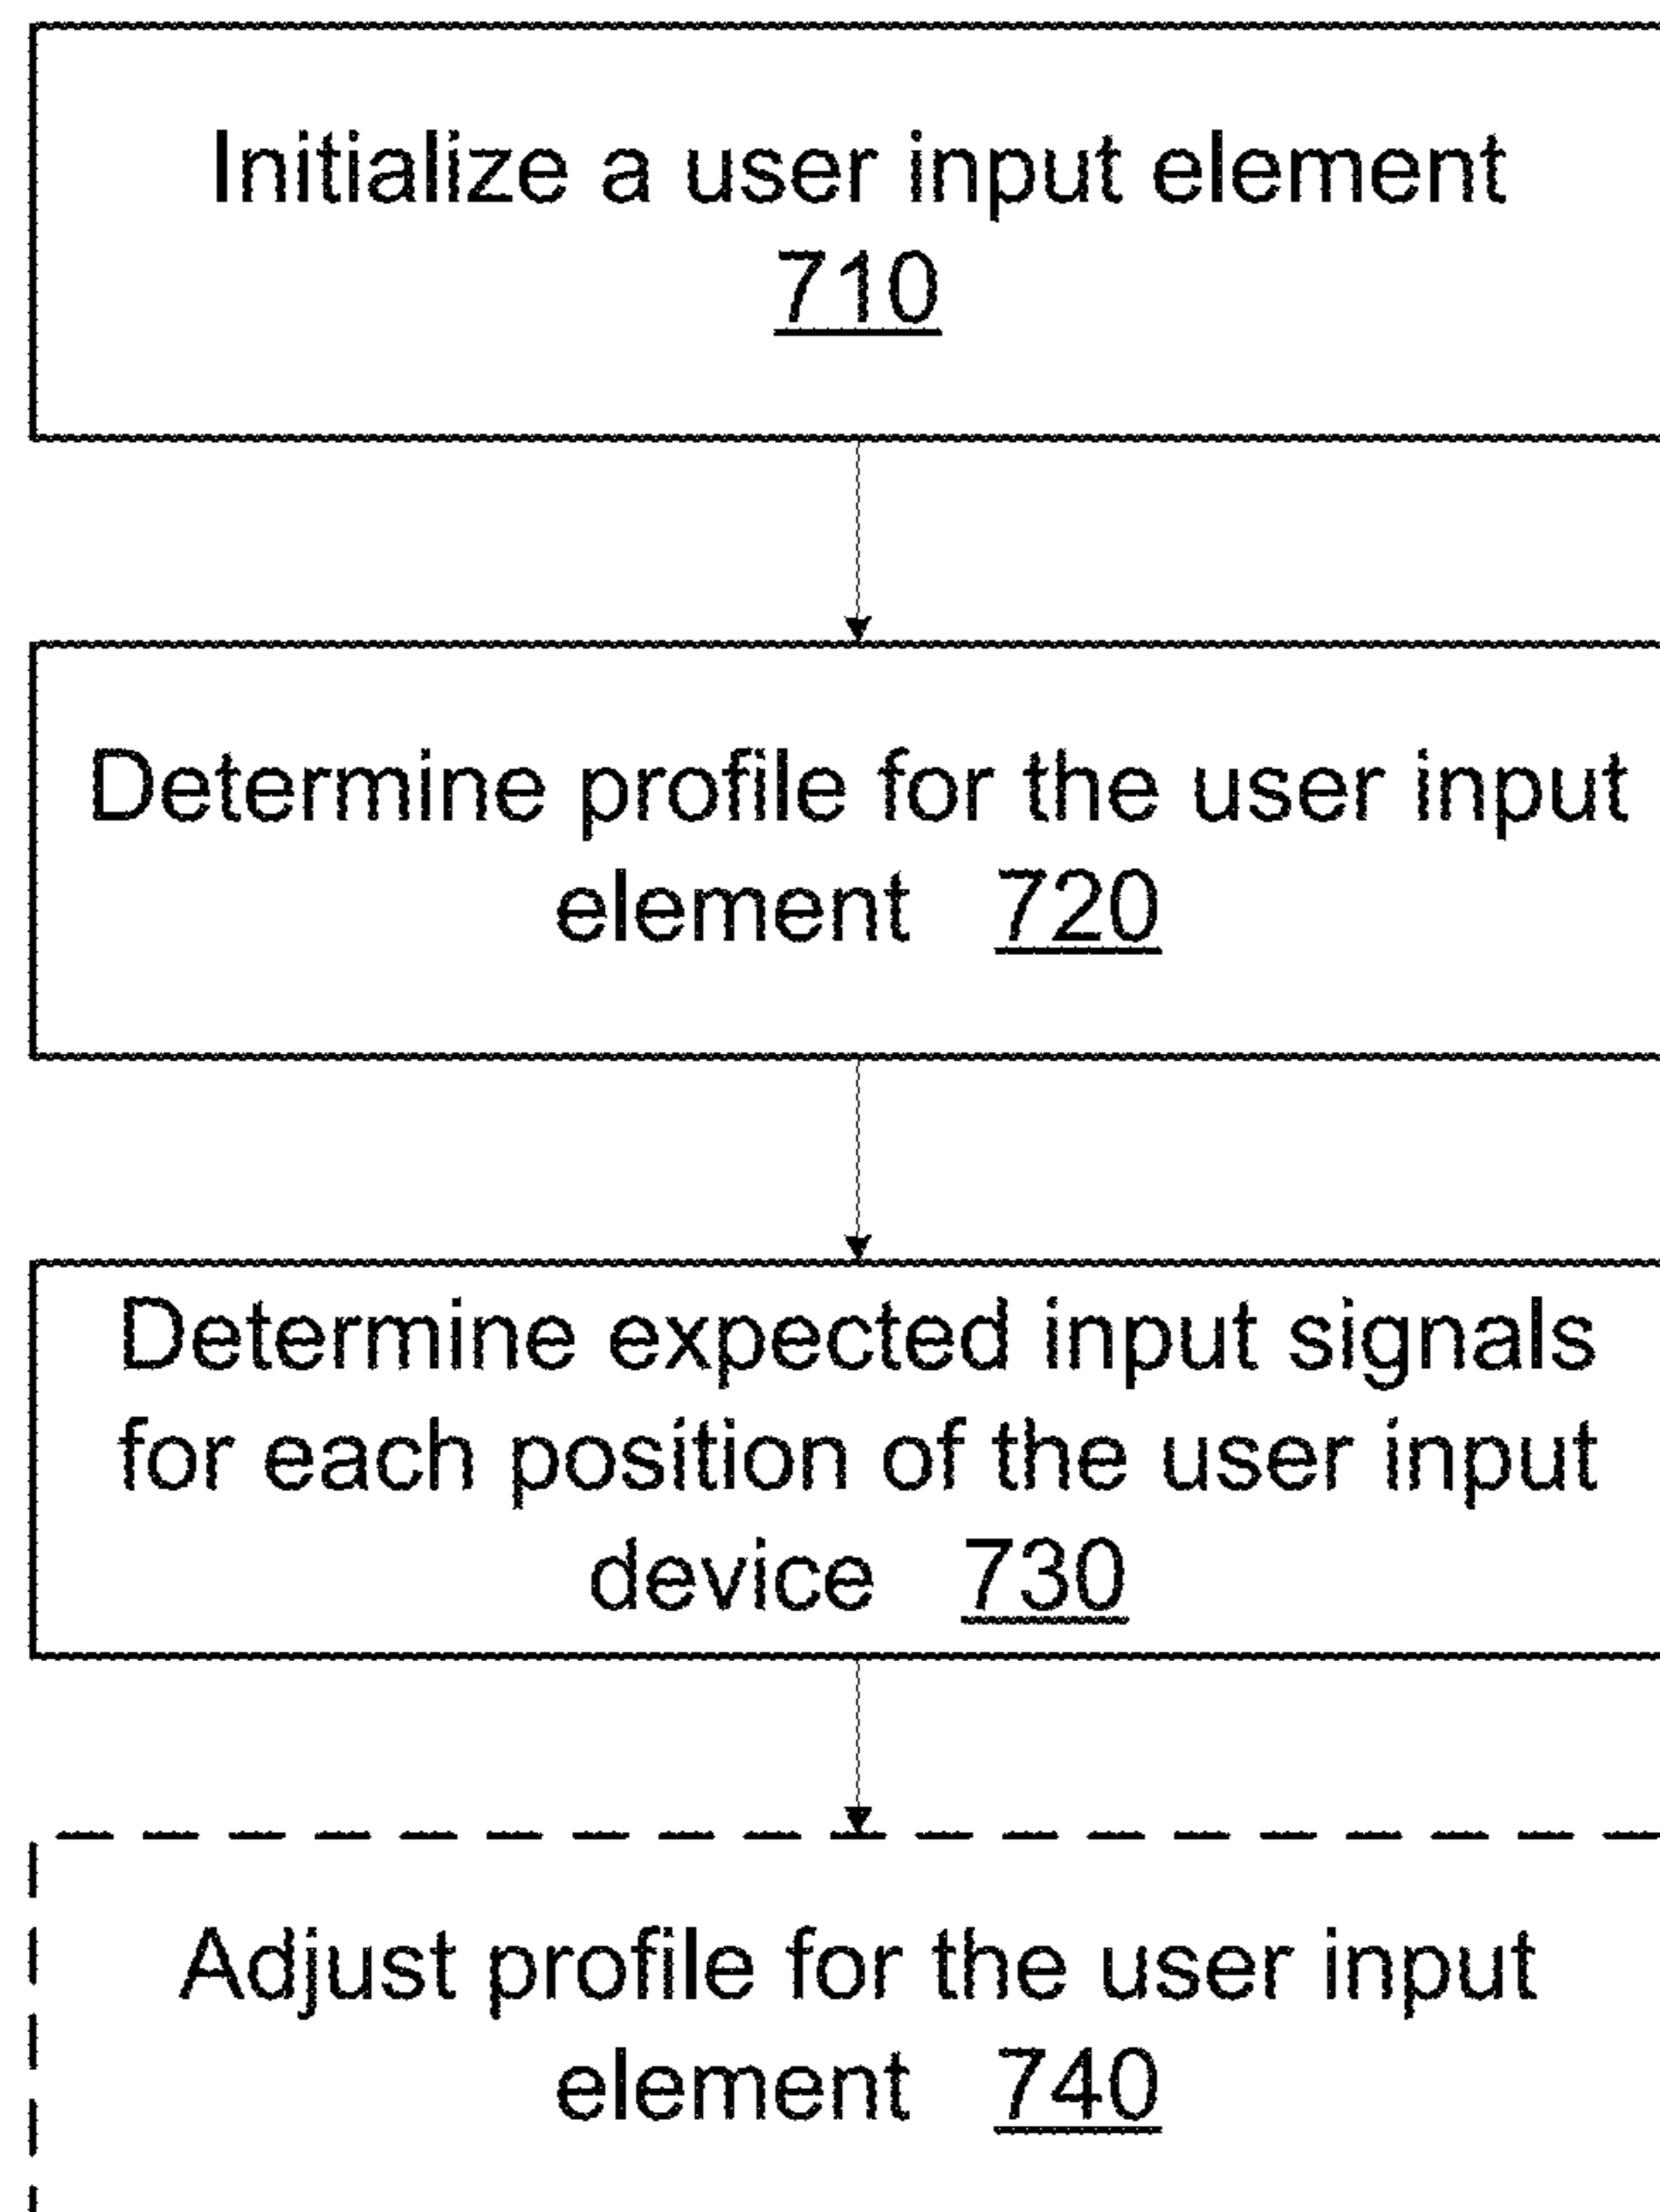 Initialize a user input element
710
Determine profile for the user input
element 720
Determine expected input signals
for each position of the user input
device 730
Adjust profile for the user input
element 740